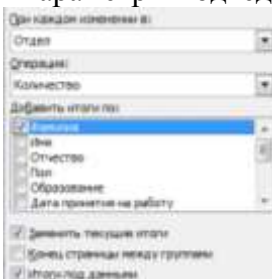 При каждом изменении в:
Отдел
Операция:
Количество
Добавить итоги по:
Фамилия
Имя
Отчество
Пол
Образование
Дата принятия на работу
Заменить текущие итоги
Конец страницы между группами
Итоги под данными